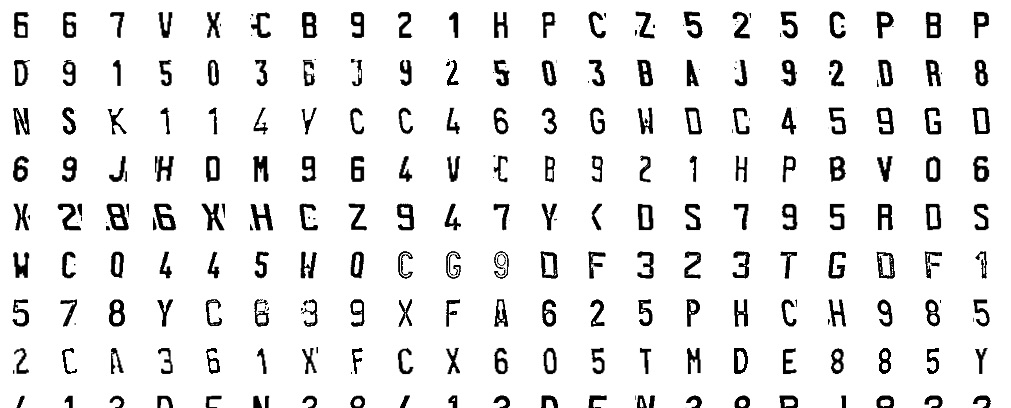 6 6 7 V X C B 9 2 1 H P C Z 5 2 5 C P B P
D 9 1 5 0 3 6 J 9 2 5 0 3 B A J 9 2 D R 8
N S K 1 1 4 V C C 4 6 3 G W D C 4 5 9 G D
6 9 J H D M 9 6 4 V C B 9 2 1 H P B V 0 6
X 2 8 6 X H C Z 9 4 7 Y K D S 7 9 5 R D S
W C Q 4 4 5 W Q C G 9 D F 3 2 3 T G D F 1
5 7 8 Y C 8 3 9 X F A 6 2 5 P H C H 9 8 5
2 C A 3 6 1 X F C X 6 0 5 T M D E 8 8 5 Y